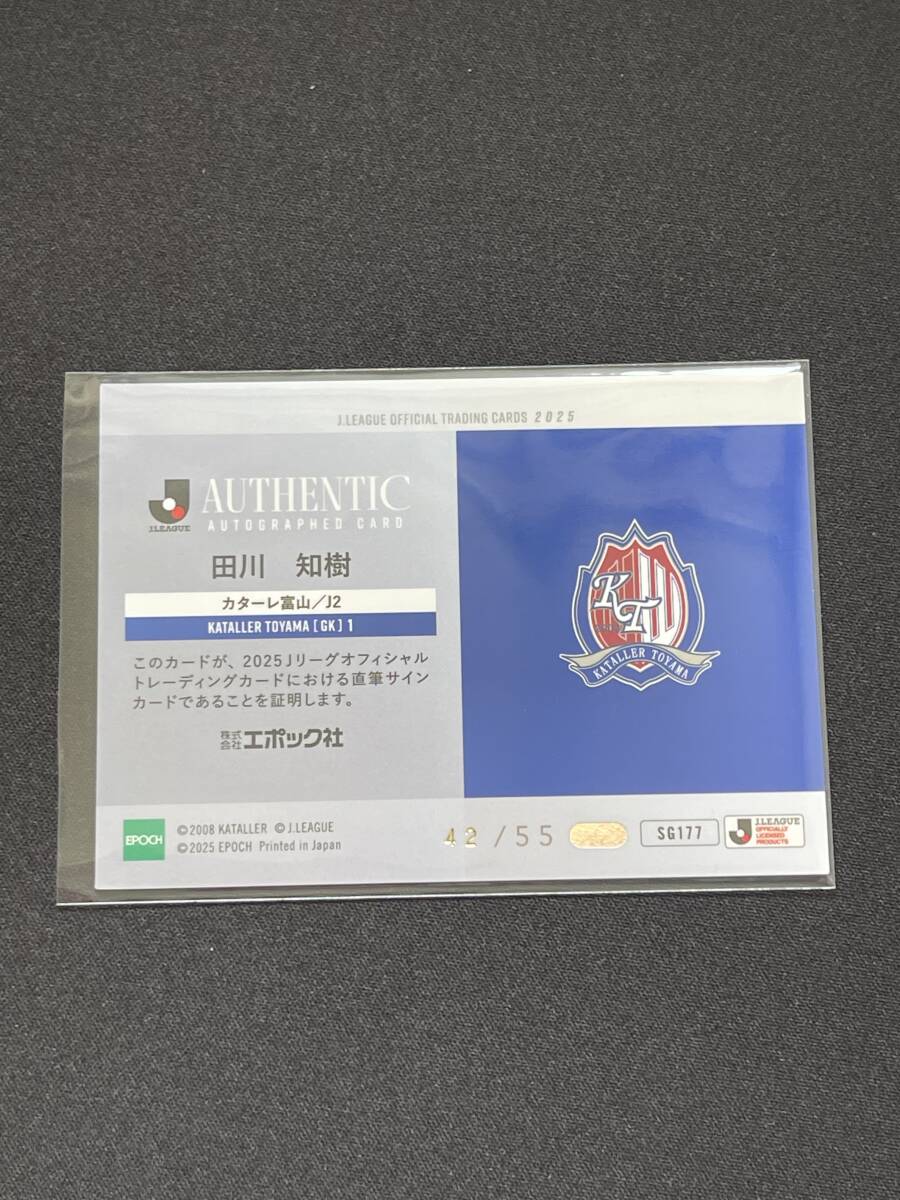 J.LEAGUE OFFICIAL TRADING CARDS 2025
J.LEAGUE
AUTHENTIC
AUTOGRAPHED CARD
田川 知樹
カターレ富山/J2
KATALLER TOYAMA [GK] 1
このカードが、2025Jリーグオフィシャル
トレーディングカードにおける直筆サイン
カードであることを証明します。
株式会社エポック社
KT
KATALLER TOYAMA
EPOCH
©2008 KATALLER ©J.LEAGUE
©2025 EPOCH Printed in Japan
42/55
SG177
J.LEAGUE
OFFICIALLY
LICENSED
PRODUCTS